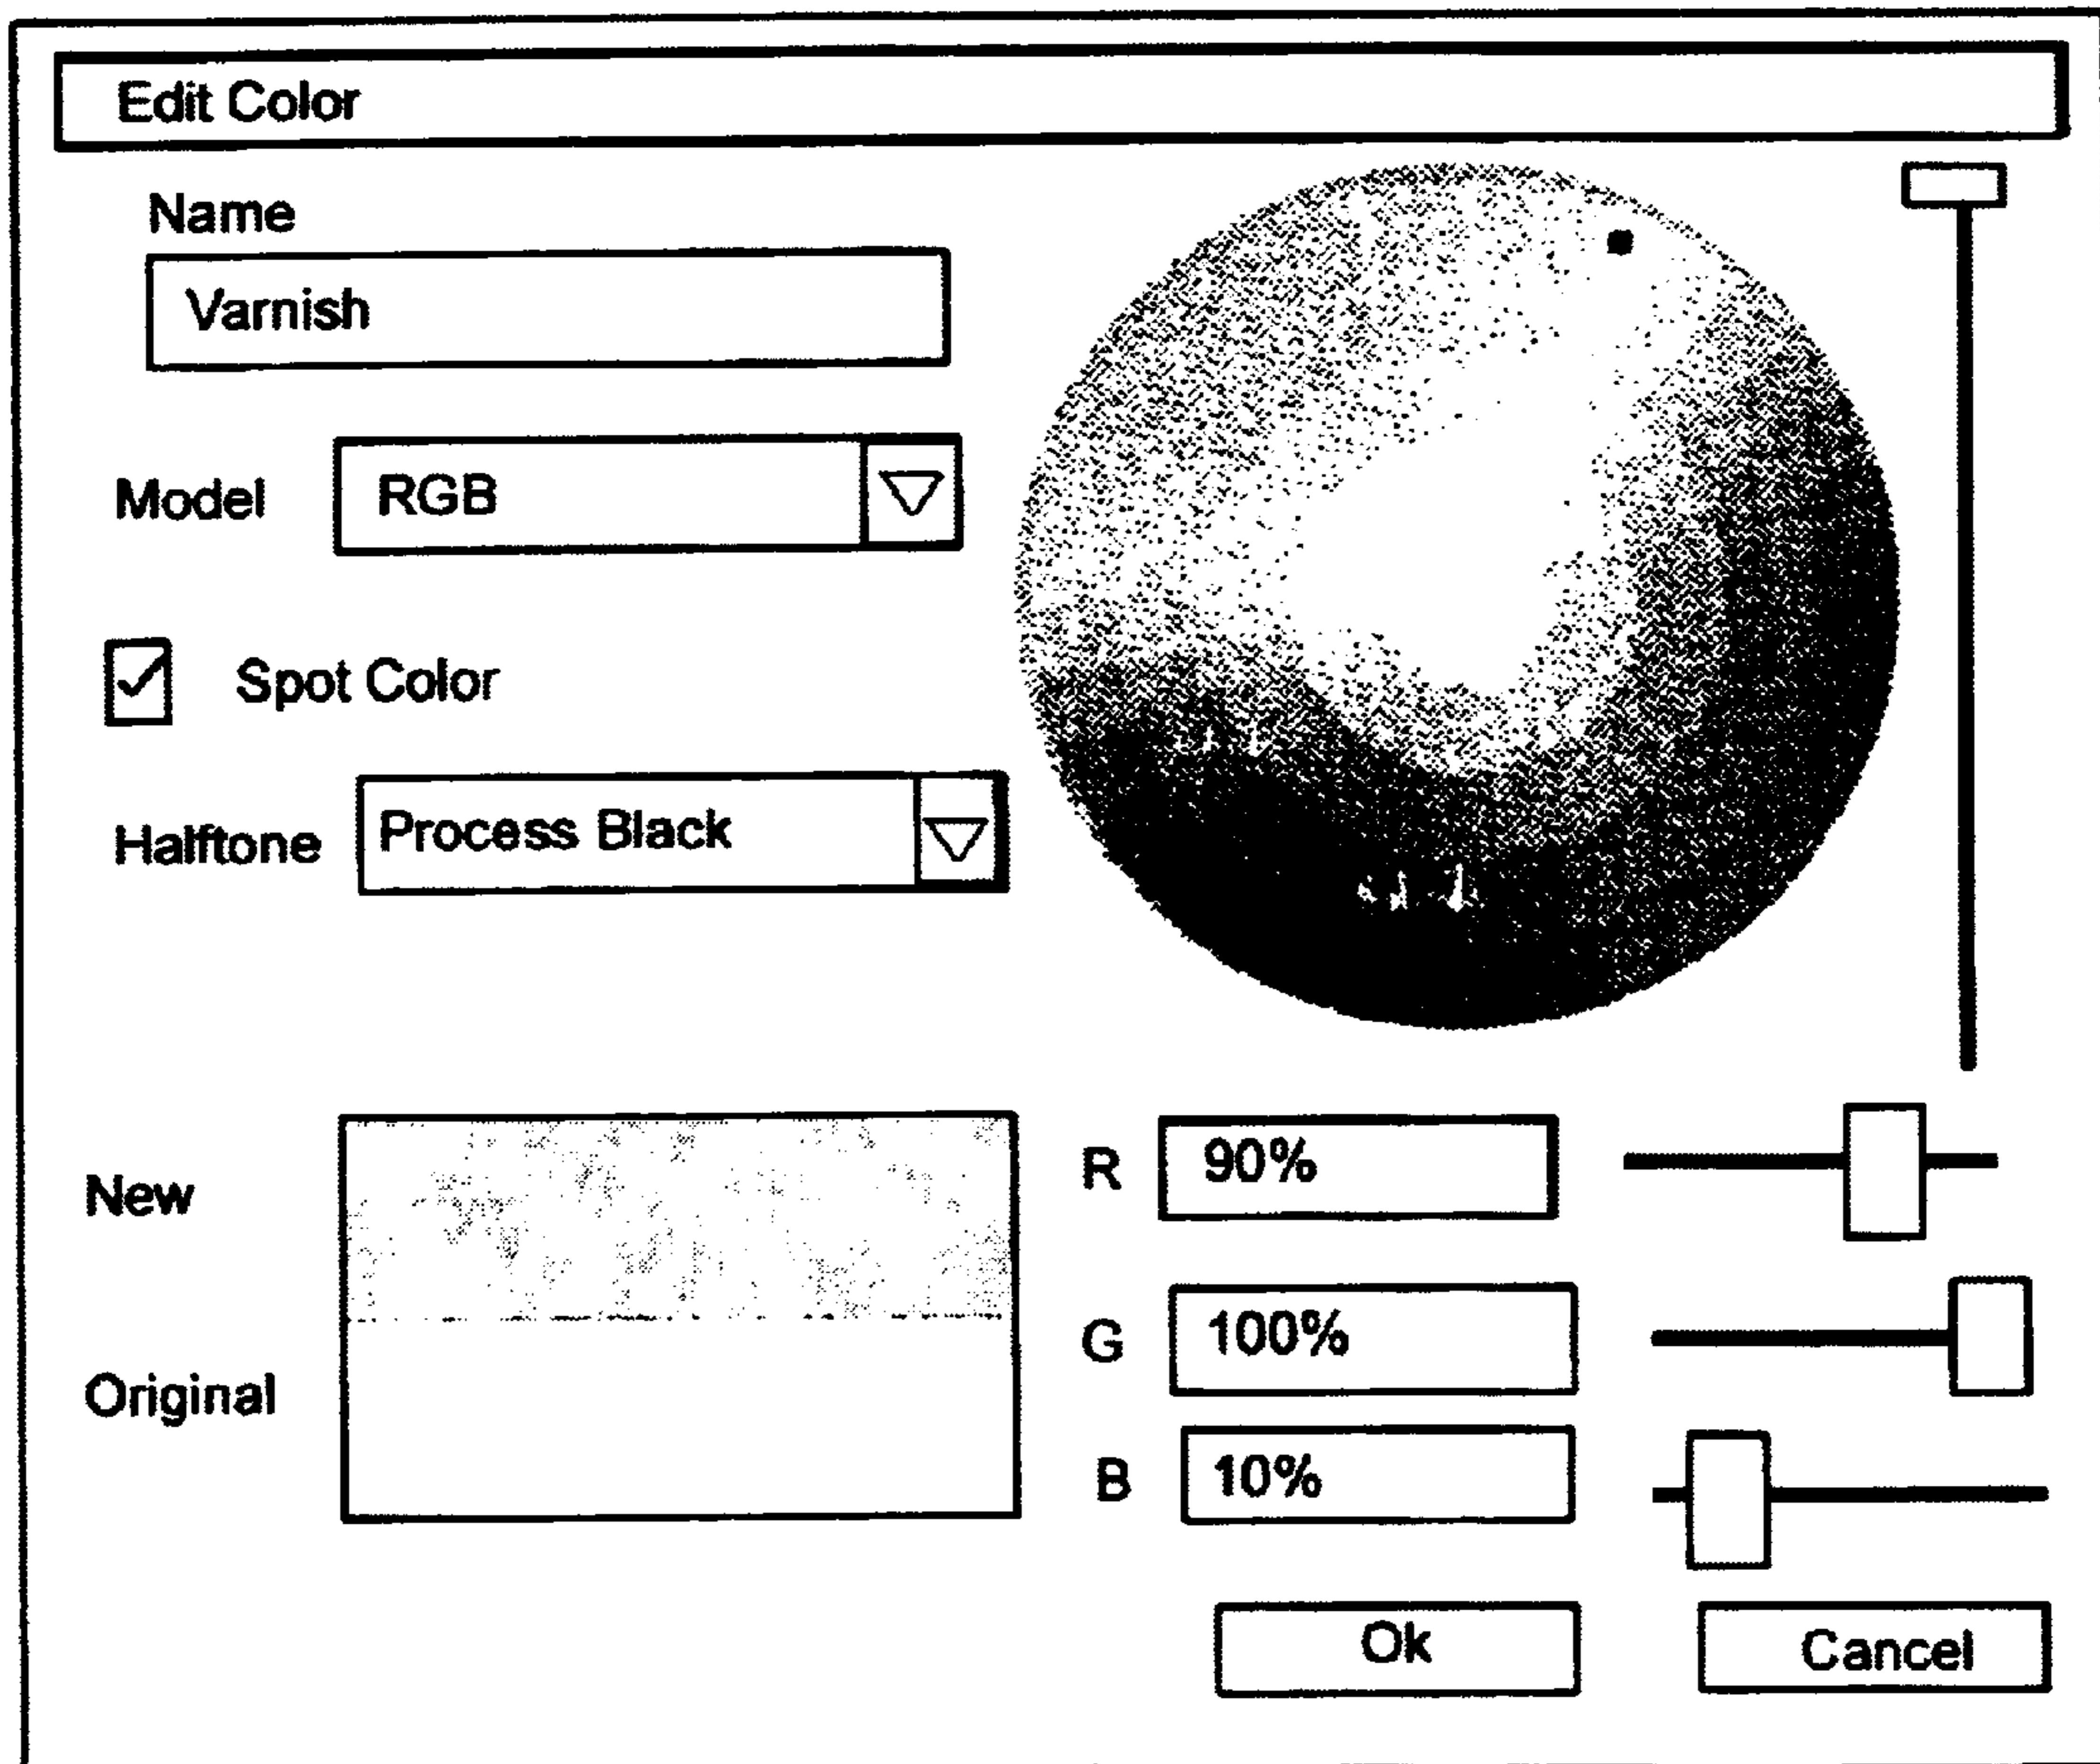 Edit Color
Name
Varnish
Model RGB
Spot Color
Halftone Process Black
New
Original
R 90%
G 100%
B 10%
Ok Cancel